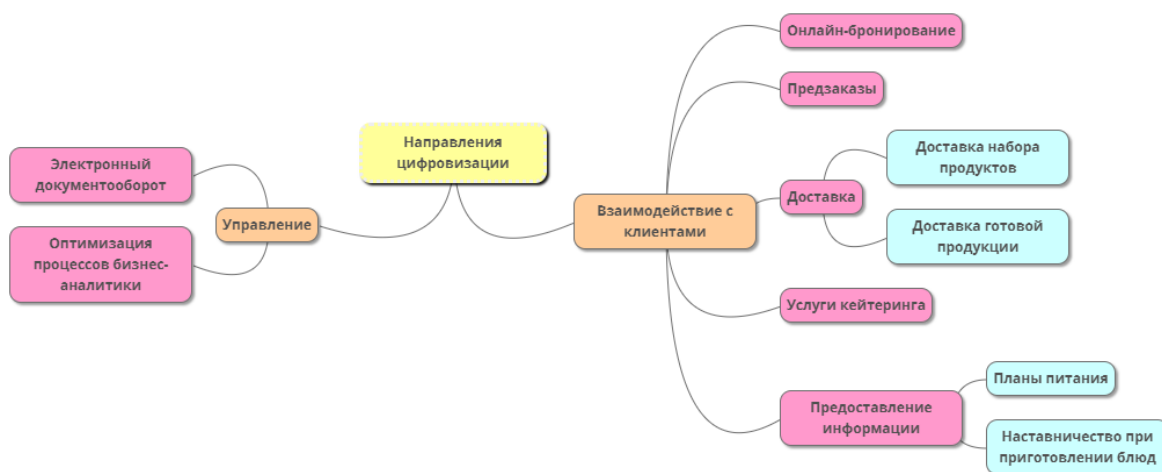 Направления
цифровизации
Управление
Электронный
документооборот
Оптимизация
процессов бизнес-
аналитики
Взаимодействие с
клиентами
Онлайн-бронирование
Предзаказы
Доставка
Доставка набора
продуктов
Доставка готовой
продукции
Услуги кейтеринга
Предоставление
информации
Планы питания
Наставничество при
приготовлении блюд